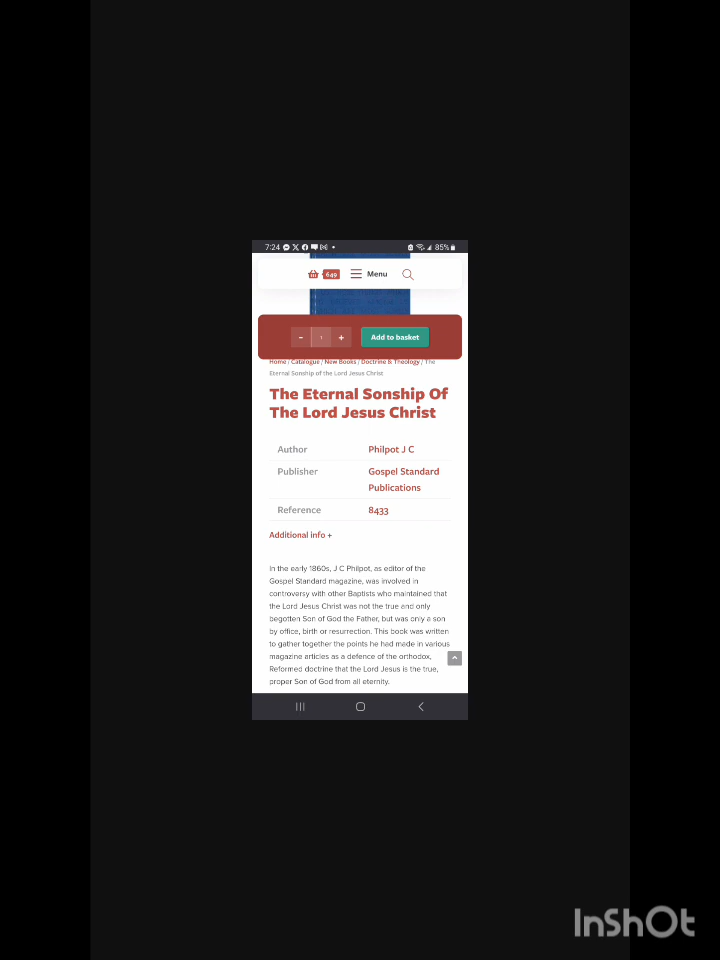 7:24 85%
649 Menu
- 1 + Add to basket
Home / Catalogue / New Books / Doctrine & Theology / The
Eternal Sonship of the Lord Jesus Christ
The Eternal Sonship Of
The Lord Jesus Christ
Author Philpot J C
Publisher Gospel Standard
Publications
Reference 8433
Additional info +
In the early 1860s, J C Philpot, as editor of the
Gospel Standard magazine, was involved in
controversy with other Baptists who maintained that
the Lord Jesus Christ was not the true and only
begotten Son of God the Father, but was only a son
by office, birth or resurrection. This book was written
to gather together the points he had made in various
magazine articles as a defence of the orthodox,
Reformed doctrine that the Lord Jesus is the true,
proper Son of God from all eternity.
InShOt